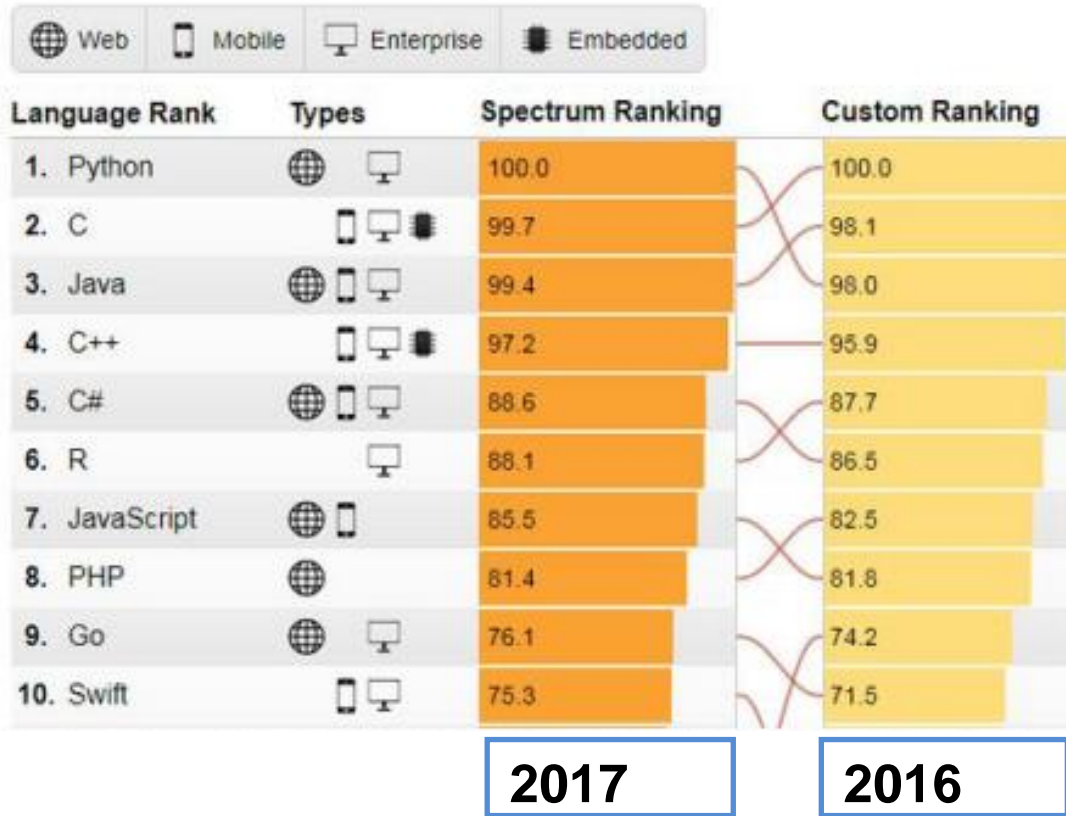 Web Mobile Enterprise Embedded
Language Rank Types Spectrum Ranking Custom Ranking
1. Python 100.0 100.0
2. C 99.7 98.1
3. Java 99.4 98.0
4. C++ 97.2 95.9
5. C# 88.6 87.7
6. R 88.1 86.5
7. JavaScript 85.5 82.5
8. PHP 81.4 81.8
9. Go 76.1 74.2
10. Swift 75.3 71.5
2017 2016